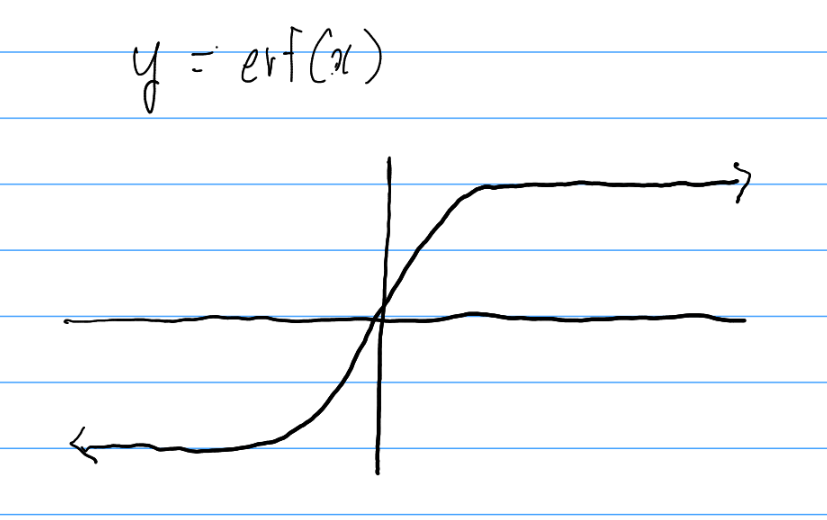 y = erf(x)